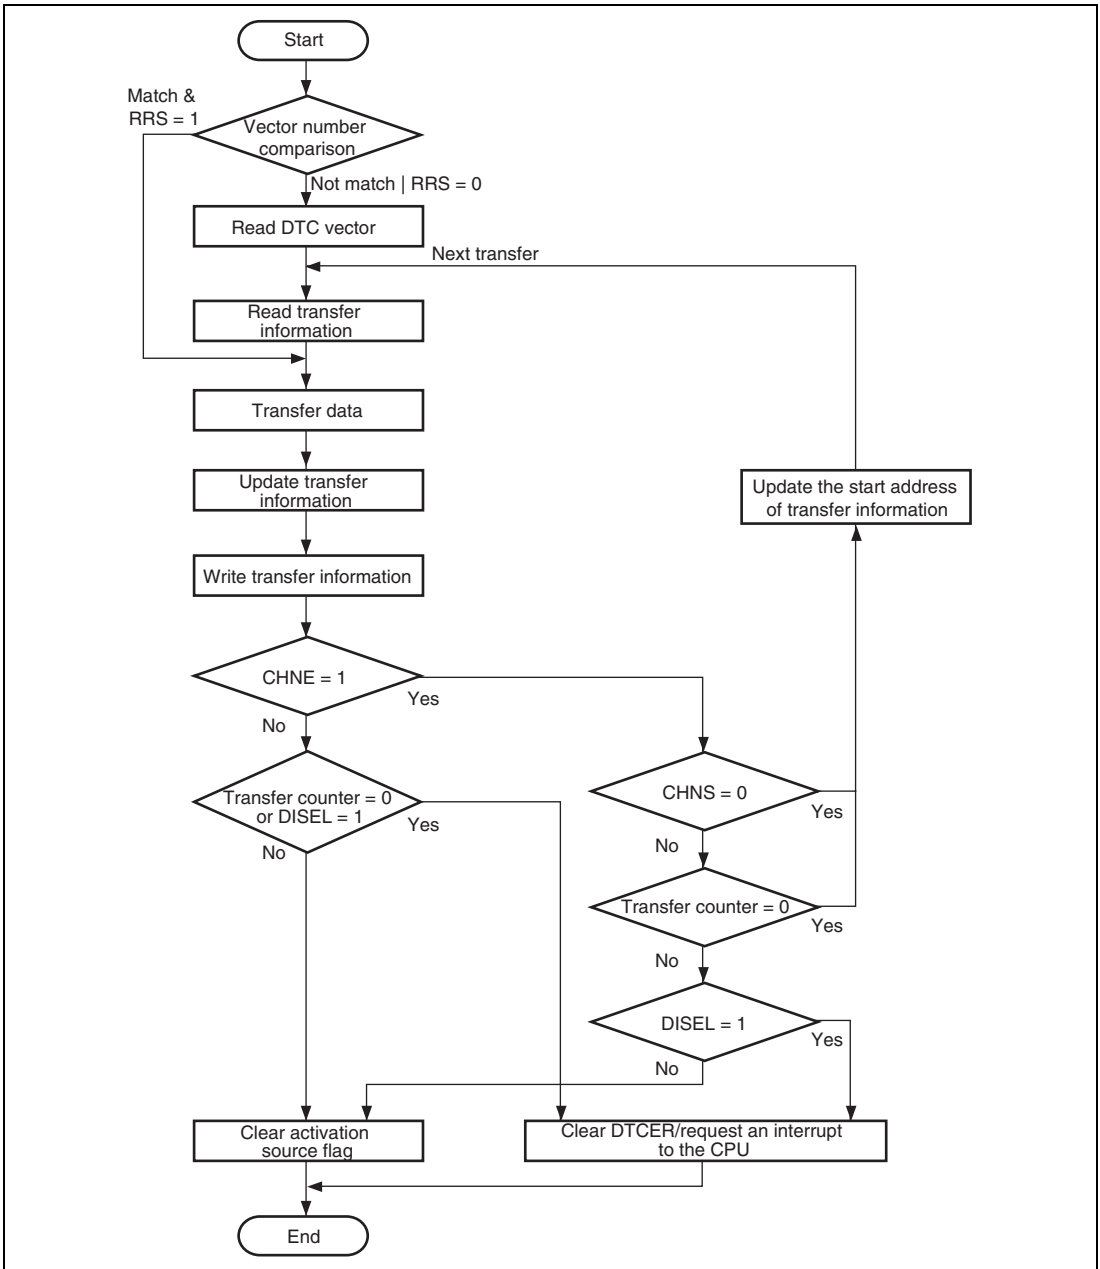 Start
Match &
RRS = 1
Vector number
comparison
Not match | RRS = 0
Read DTC vector
Next transfer
Read transfer
information
Transfer data
Update transfer
information
Update the start address
of transfer information
Write transfer information
CHNE = 1
Yes
No
Transfer counter = 0
or DISEL = 1
Yes
No
CHNS = 0
Yes
No
Transfer counter = 0
Yes
No
DISEL = 1
Yes
No
Clear activation
source flag
Clear DTCER/request an interrupt
to the CPU
End